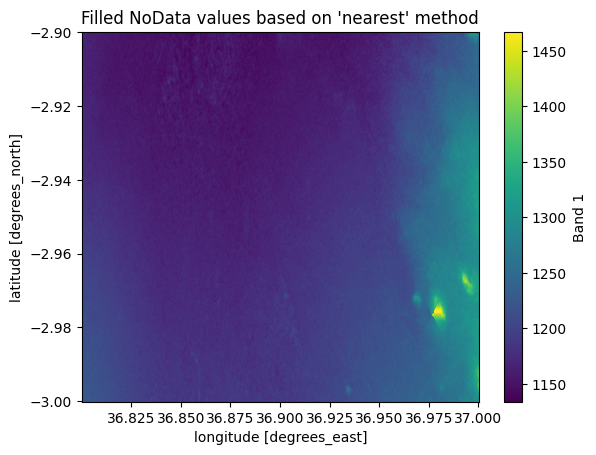 Filled NoData values based on 'nearest' method
−2.90
−2.92
−2.94
−2.96
−2.98
−3.00
latitude [degrees_north]
36.825 36.850 36.875 36.900 36.925 36.950 36.975 37.000
longitude [degrees_east]
1450
1400
1350
1300
1250
1200
1150
Band 1